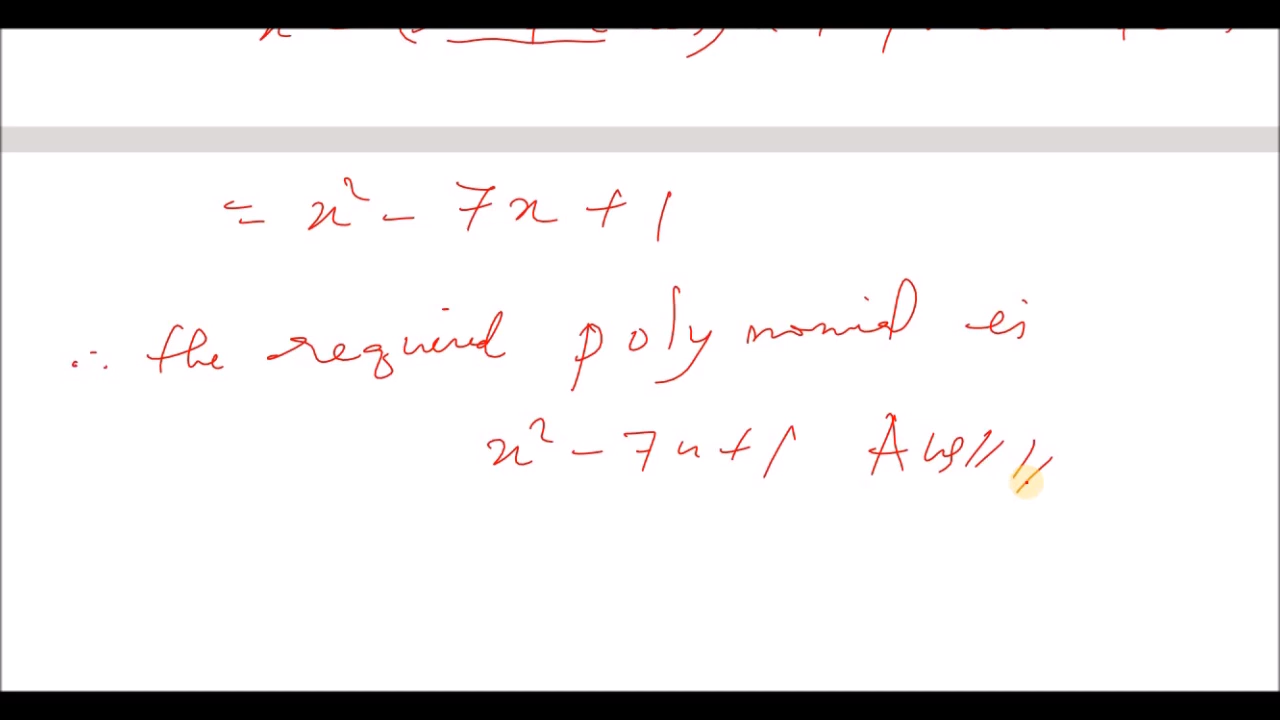 = x² - 7x + 1
∴ the required polynomial is
x² - 7x + 1 Ans